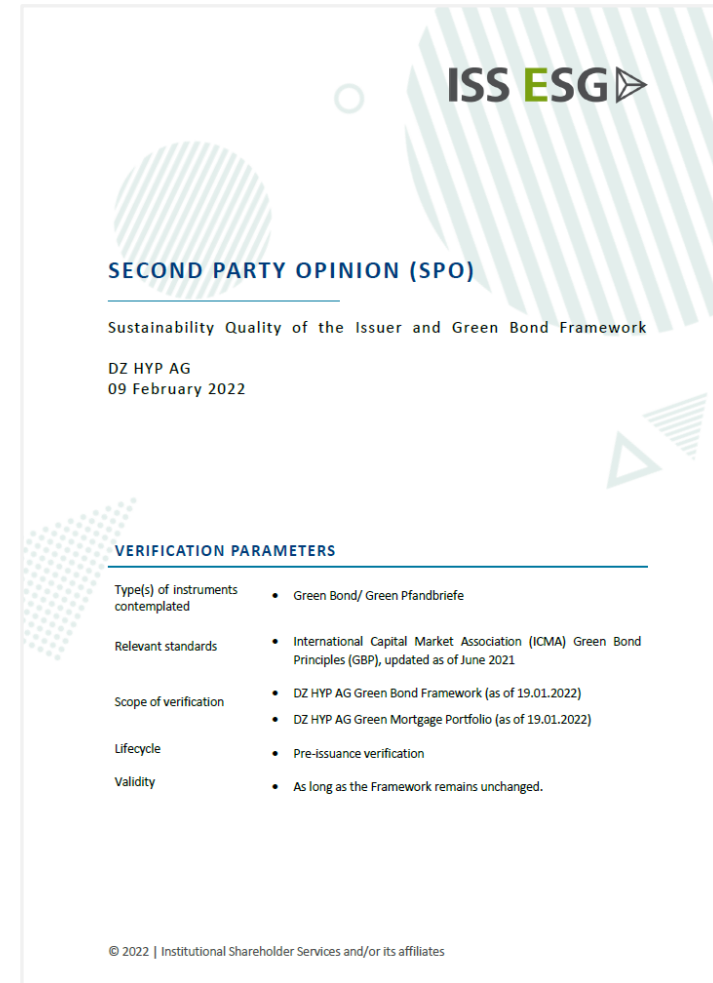 ISS ESG
SECOND PARTY OPINION (SPO)
Sustainability Quality of the Issuer and Green Bond Framework
DZ HYP AG
09 February 2022
VERIFICATION PARAMETERS
Type(s) of instruments
contemplated
• Green Bond/ Green Pfandbriefe
Relevant standards
• International Capital Market Association (ICMA) Green Bond
Principles (GBP), updated as of June 2021
Scope of verification
• DZ HYP AG Green Bond Framework (as of 19.01.2022)
• DZ HYP AG Green Mortgage Portfolio (as of 19.01.2022)
Lifecycle
• Pre-issuance verification
Validity
• As long as the Framework remains unchanged.
© 2022 | Institutional Shareholder Services and/or its affiliates